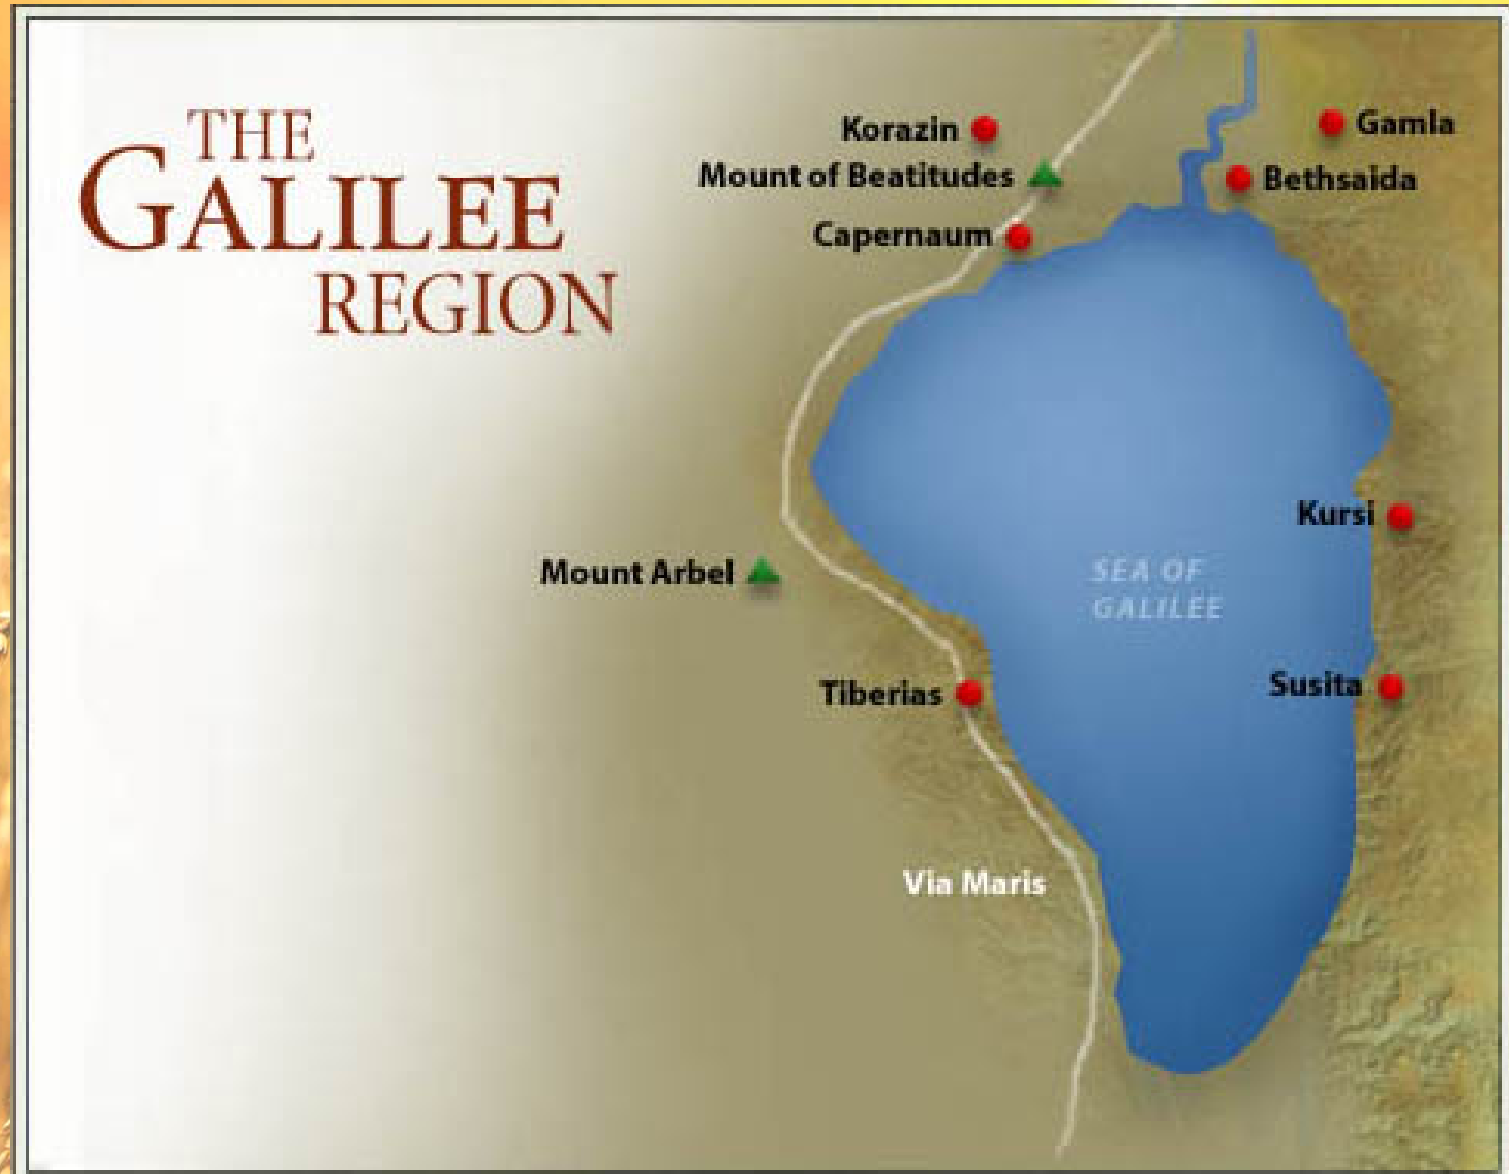 THE
GALILEE
REGION
Korazin
Gamla
Mount of Beatitudes
Bethsaida
Capernaum
Kursi
Mount Arbel
SEA OF
GALILEE
Tiberias
Susita
Via Maris